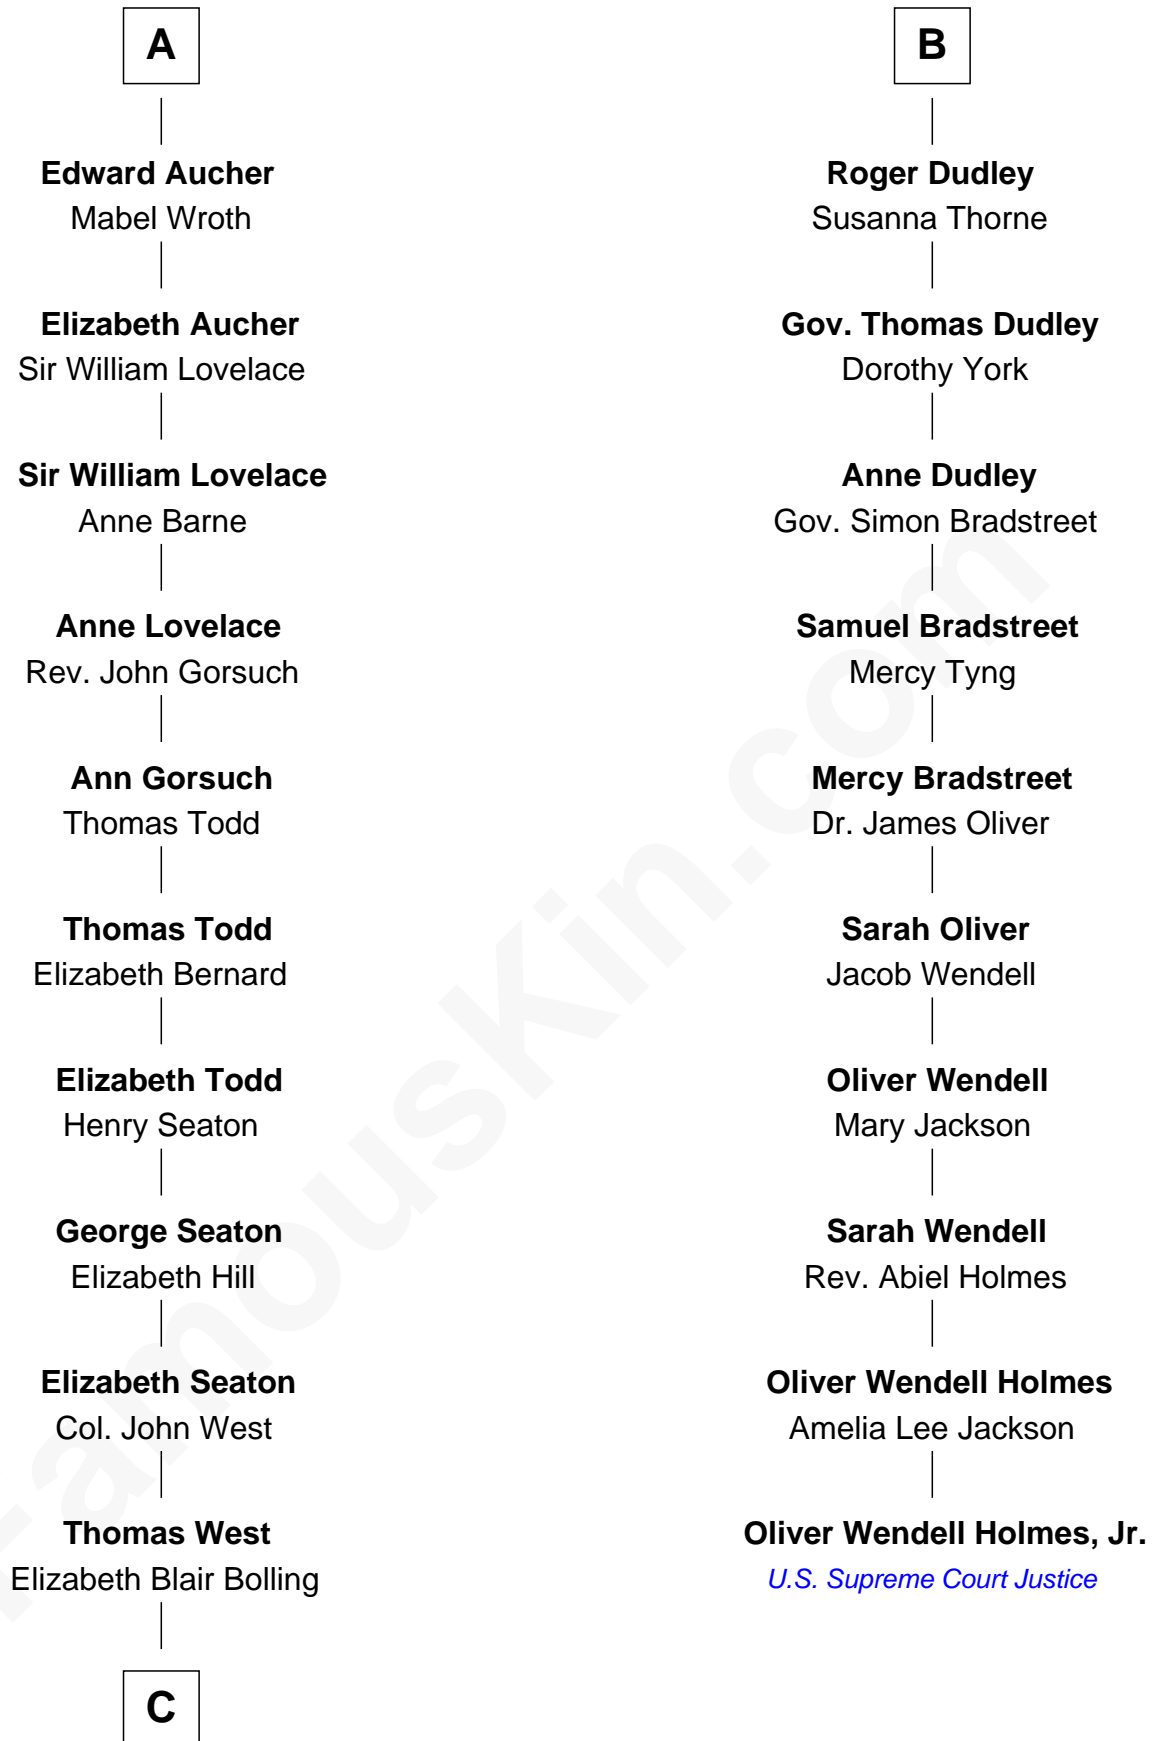 A
Edward Aucher
Mabel Wroth
Elizabeth Aucher
Sir William Lovelace
Sir William Lovelace
Anne Barne
Anne Lovelace
Rev. John Gorsuch
Ann Gorsuch
Thomas Todd
Thomas Todd
Elizabeth Bernard
Elizabeth Todd
Henry Seaton
George Seaton
Elizabeth Hill
Elizabeth Seaton
Col. John West
Thomas West
Elizabeth Blair Bolling
C
B
Roger Dudley
Susanna Thorne
Gov. Thomas Dudley
Dorothy York
Anne Dudley
Gov. Simon Bradstreet
Samuel Bradstreet
Mercy Tyng
Mercy Bradstreet
Dr. James Oliver
Sarah Oliver
Jacob Wendell
Oliver Wendell
Mary Jackson
Sarah Wendell
Rev. Abiel Holmes
Oliver Wendell Holmes
Amelia Lee Jackson
Oliver Wendell Holmes, Jr.
U.S. Supreme Court Justice
FamousKin.com